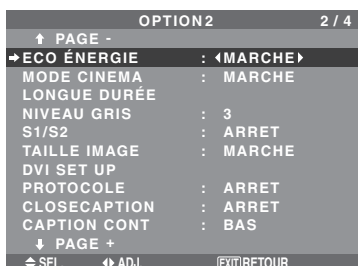 OPTION2 2 / 4
↑ PAGE -
→ ECO ÉNERGIE : ◀MARCHE▶
MODE CINEMA : MARCHE
LONGUE DURÉE
NIVEAU GRIS : 3
S1/S2 : ARRET
TAILLE IMAGE : MARCHE
DVI SET UP
PROTOCOLE : ARRET
CLOSECAPTION : ARRET
CAPTION CONT : BAS
↓ PAGE +
SEL. ADJ. EXIT RETOUR